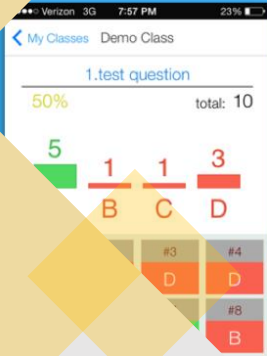 Verizon 3G 7:57 PM 23%
My Classes Demo Class
1.test question
50% total: 10
5 1 1 3
B C D
#3 #4
D D
#8
B